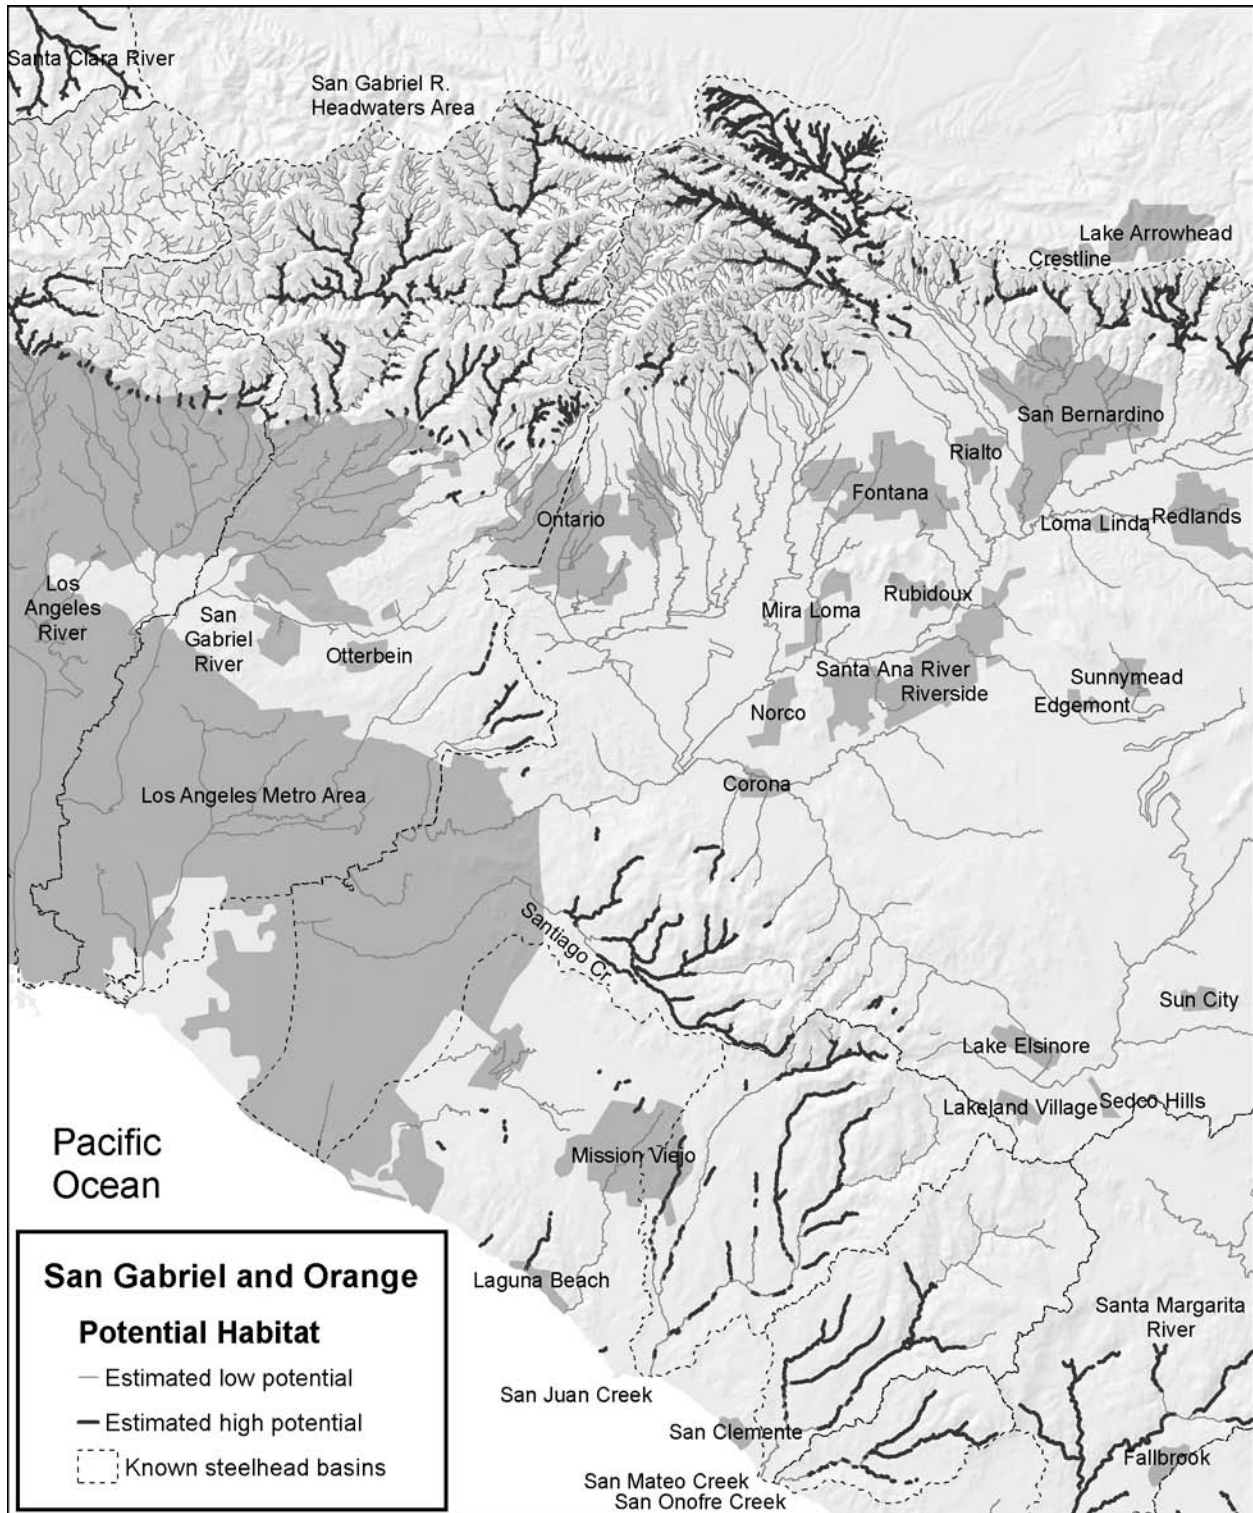 Santa Clara River
San Gabriel R.
Headwaters Area
Lake Arrowhead
Crestline
San Bernardino
Rialto
Fontana
Ontario
Loma Linda
Redlands
Los
Angeles
River
San
Gabriel
River
Otterbein
Mira Loma
Rubidoux
Santa Ana River
Riverside
Sunnymead
Edgemont
Norco
Corona
Los Angeles Metro Area
Santiago Cr.
Sun City
Lake Elsinore
Lakeland Village
Sedco Hills
Pacific
Ocean
Mission Viejo
Laguna Beach
Santa Margarita
River
San Juan Creek
San Clemente
Fallbrook
San Mateo Creek
San Onofre Creek
San Gabriel and Orange
Potential Habitat
Estimated low potential
Estimated high potential
Known steelhead basins